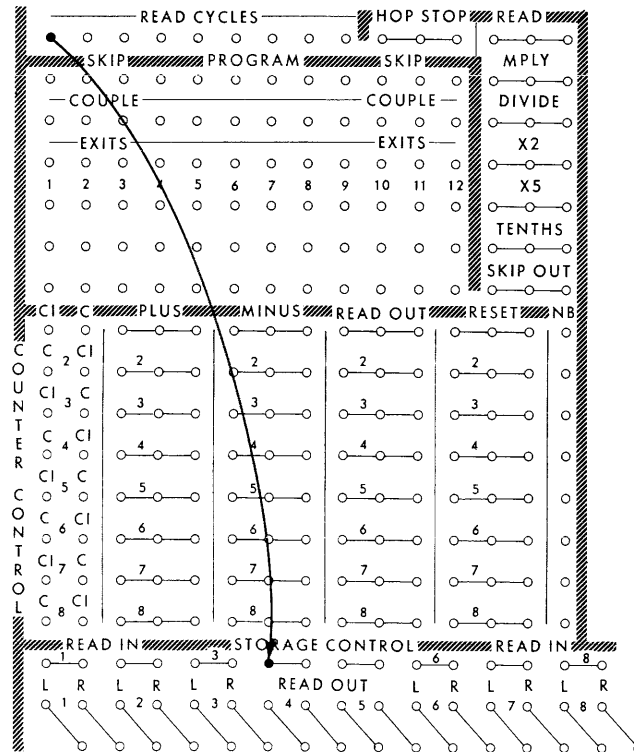 READ CYCLES HOP STOP READ
SKIP PROGRAM SKIP MPLY
COUPLE COUPLE DIVIDE
EXITS EXITS X2
1 2 3 4 5 6 7 8 9 10 11 12 X5
TENTHS
SKIP OUT
CI C PLUS MINUS READ OUT RESET NB
C 2 CI 2 2 2 2
CI 3 C 3 3 3 3
C 4 CI 4 4 4 4
CI 5 C 5 5 5 5
C 6 CI 6 6 6 6
CI 7 C 7 7 7 7
C 8 CI 8 8 8 8
COUNTER CONTROL
READ IN STORAGE CONTROL READ IN
1 3 6 8
L R L R L R READ OUT L R L R L R
1 2 3 4 5 6 7 8